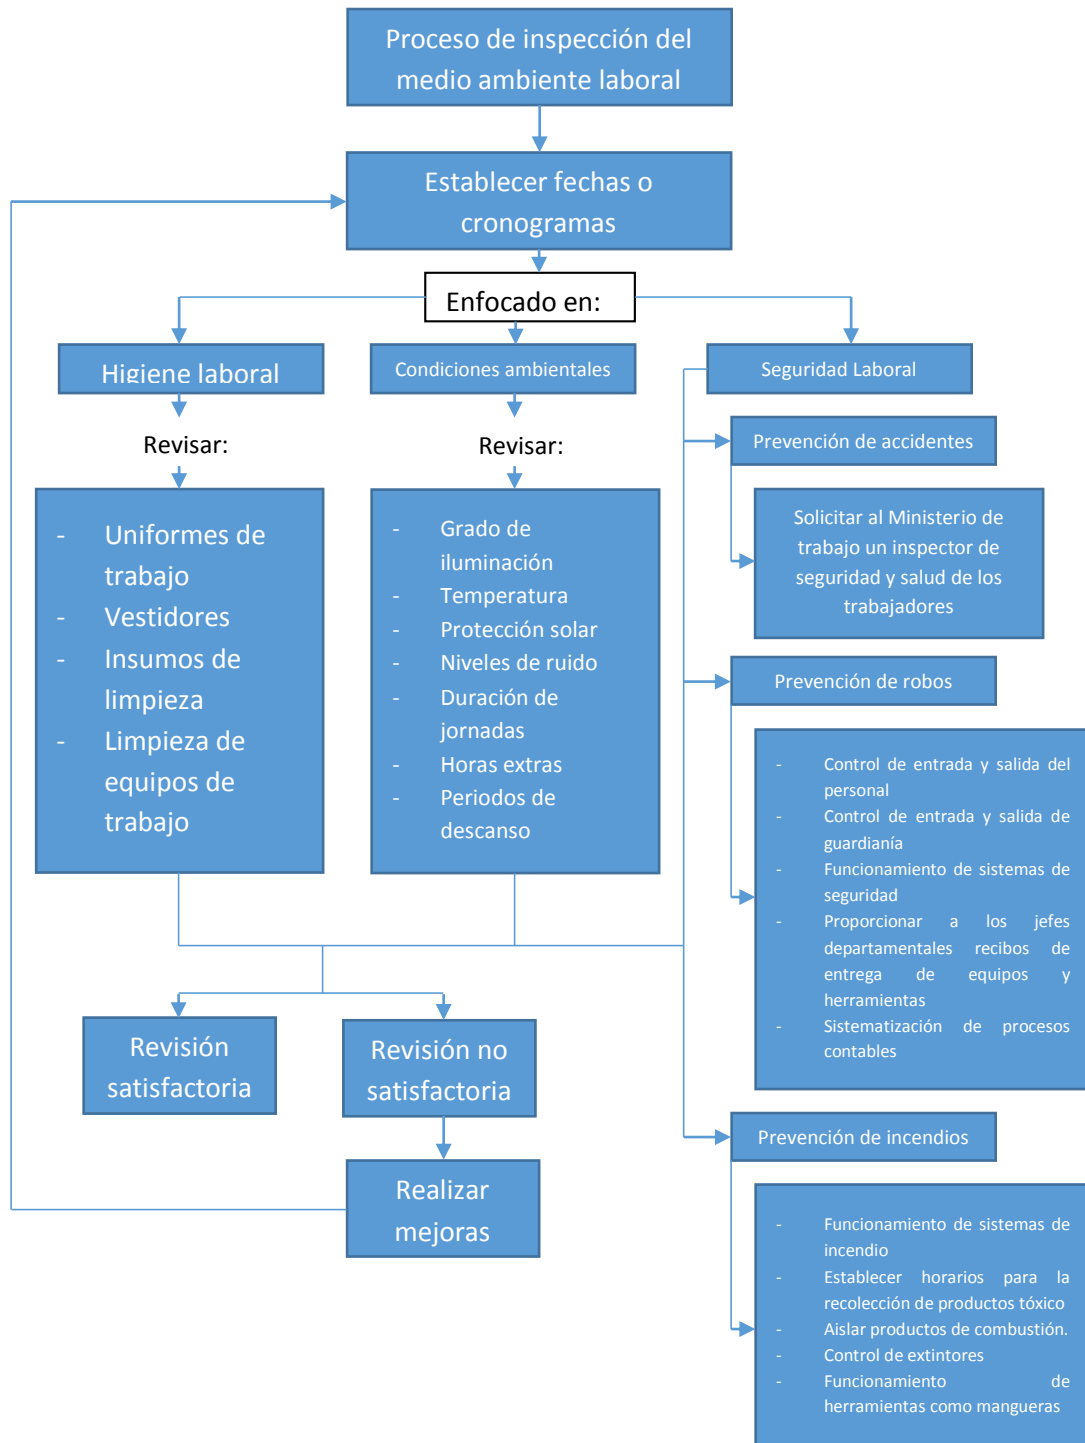 Proceso de inspección del
medio ambiente laboral
Establecer fechas o
cronogramas
Enfocado en:
Higiene laboral
Revisar:
- Uniformes de
trabajo
- Vestidores
- Insumos de
limpieza
- Limpieza de
equipos de
trabajo
Condiciones ambientales
Revisar:
- Grado de
iluminación
- Temperatura
- Protección solar
- Niveles de ruido
- Duración de
jornadas
- Horas extras
- Periodos de
descanso
Seguridad Laboral
Prevención de accidentes
Solicitar al Ministerio de
trabajo un inspector de
seguridad y salud de los
trabajadores
Prevención de robos
- Control de entrada y salida del
personal
- Control de entrada y salida de
guardianía
- Funcionamiento de sistemas de
seguridad
- Proporcionar a los jefes
departamentales recibos de
entrega de equipos y
herramientas
- Sistematización de procesos
contables
Prevención de incendios
- Funcionamiento de sistemas de
incendio
- Establecer horarios para la
recolección de productos tóxico
- Aislar productos de combustión.
- Control de extintores
- Funcionamiento de
herramientas como mangueras
Revisión
satisfactoria
Revisión no
satisfactoria
Realizar
mejoras